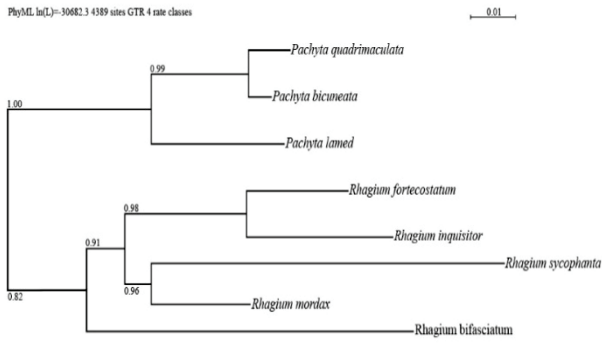 PhyML ln(L)=-30682.3 4389 sites GTR 4 rate classes
0.01
Pachyta quadrimaculata
0.99
Pachyta bicuneata
1.00
Pachyta lamed
Rhagium fortecostatum
0.98
Rhagium inquisitor
0.91
Rhagium sycophanta
0.96
0.82
Rhagium mordax
Rhagium bifasciatum